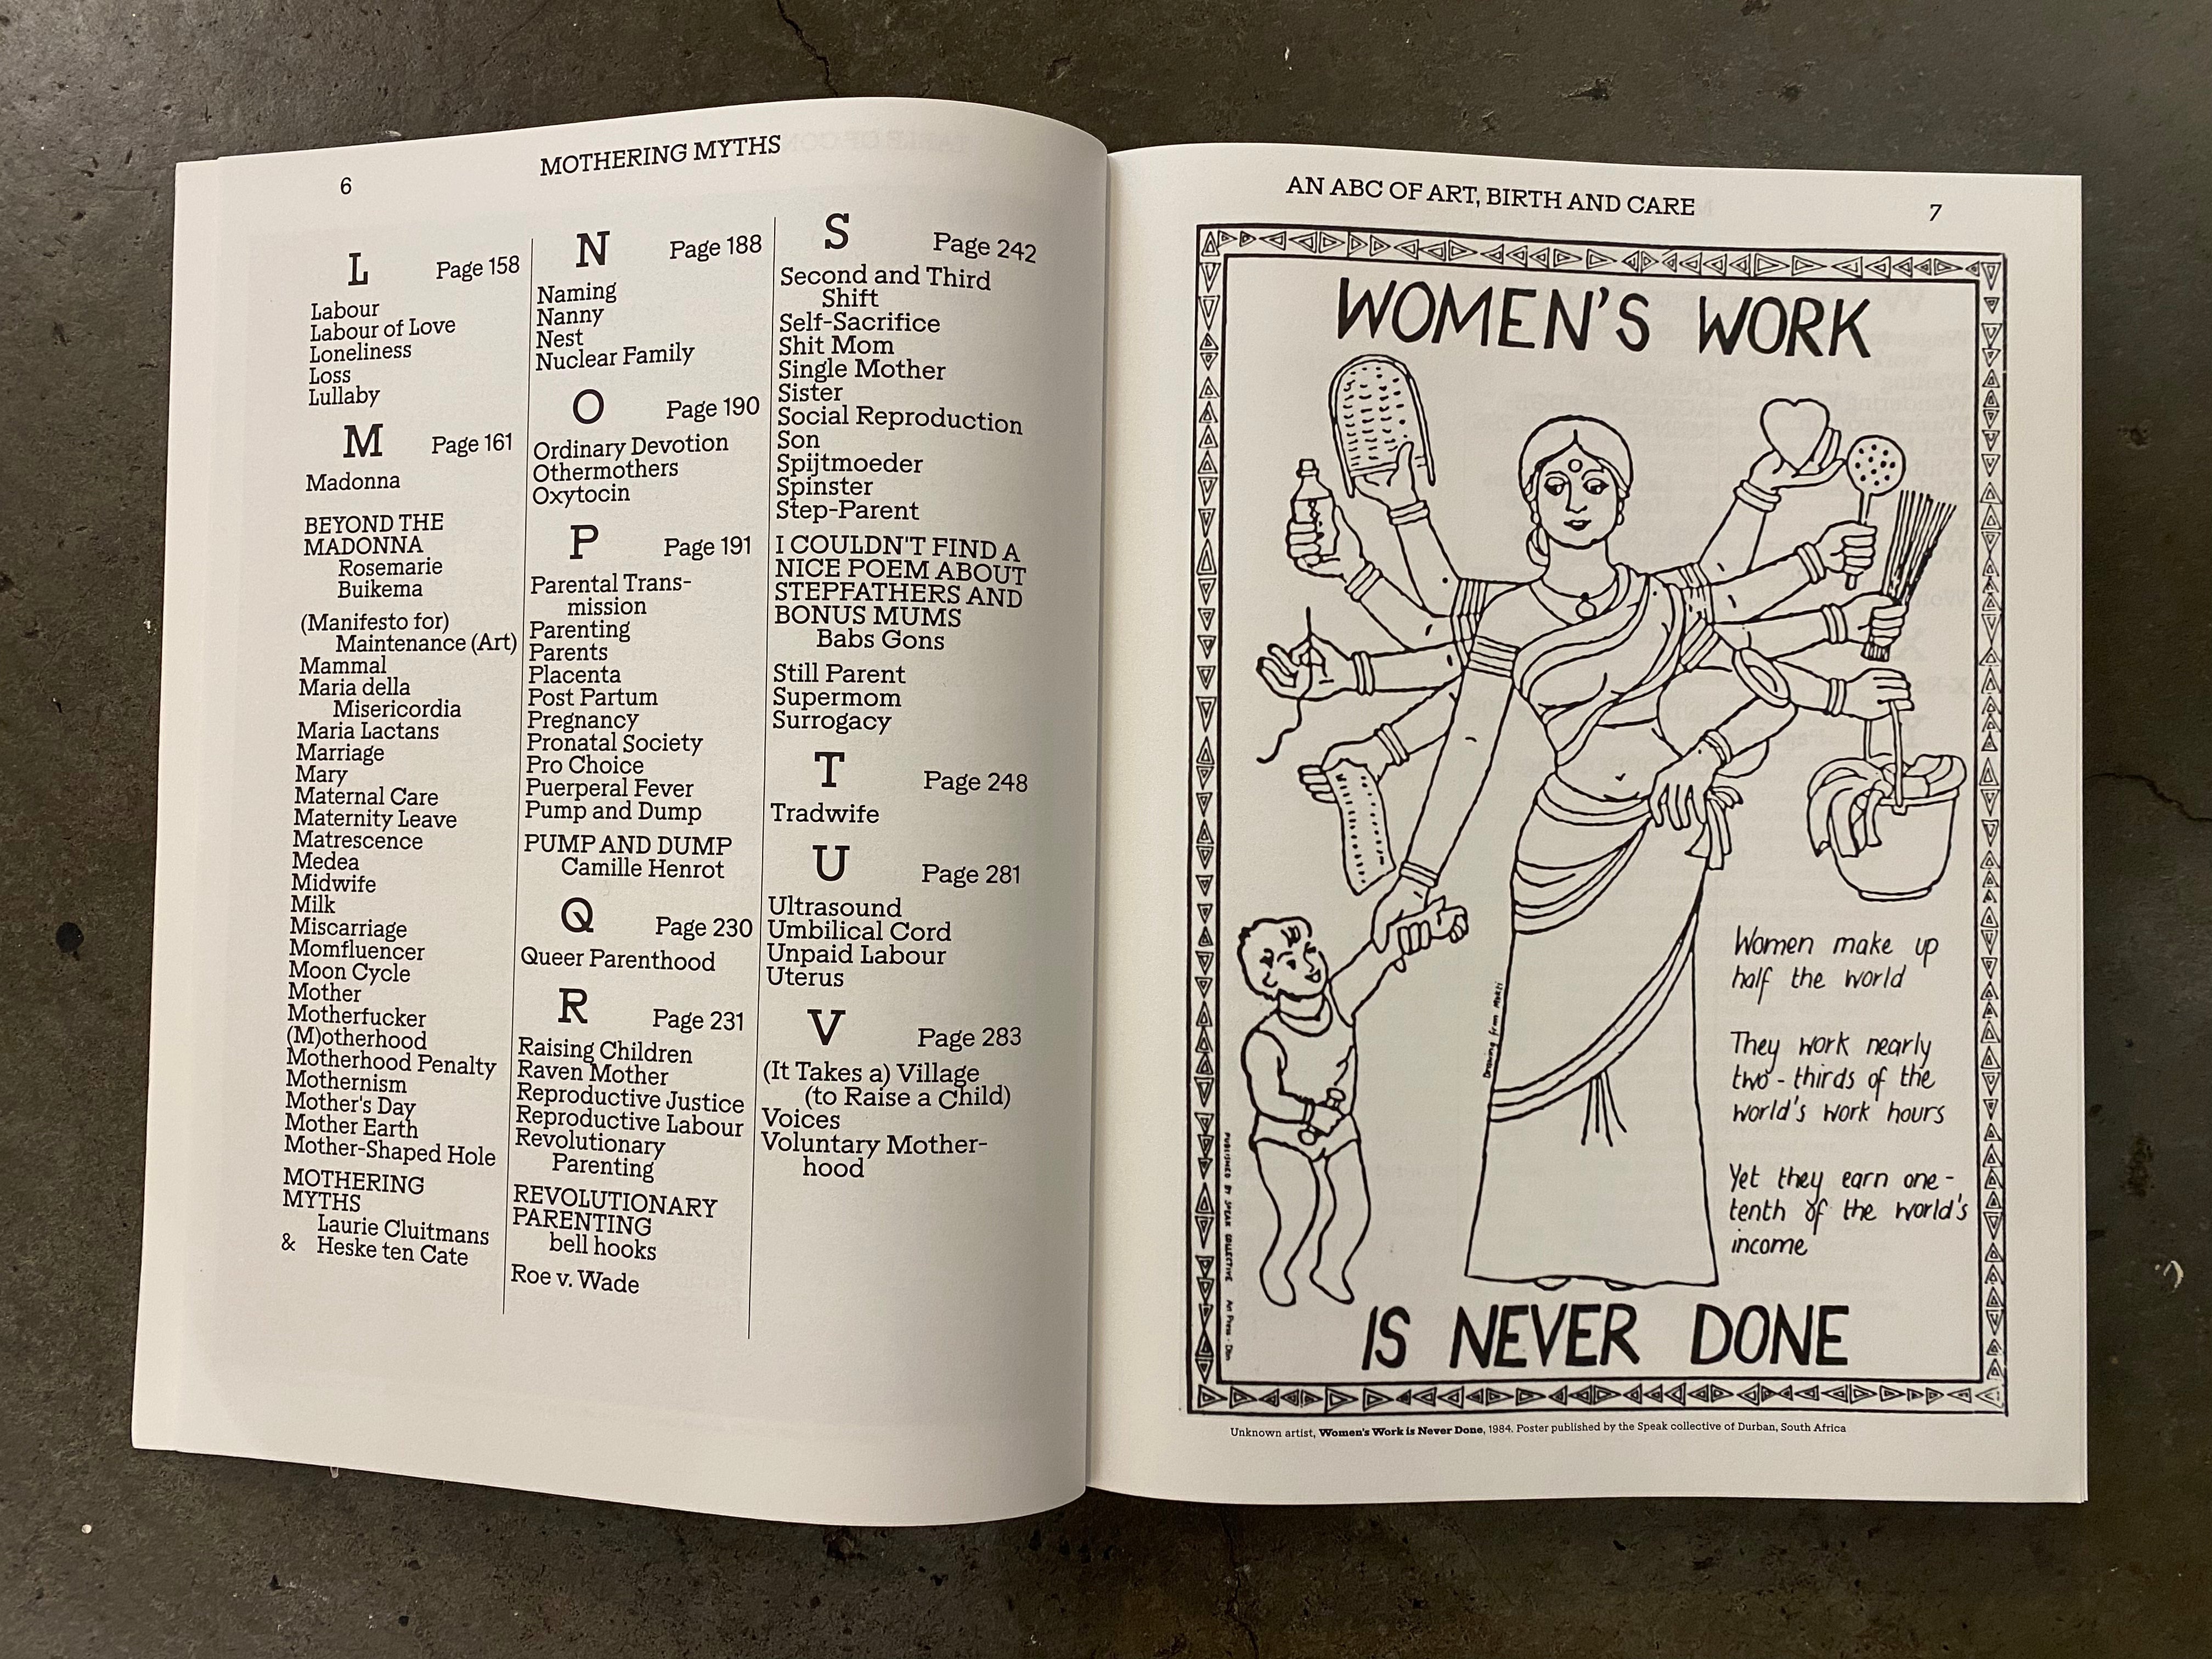 6
MOTHERING MYTHS
L Page 158
Labour
Labour of Love
Loneliness
Loss
Lullaby
M Page 161
Madonna
BEYOND THE
MADONNA
Rosemarie
Buikema
(Manifesto for)
Maintenance (Art)
Mammal
Maria della
Misericordia
Maria Lactans
Marriage
Mary
Maternal Care
Maternity Leave
Matrescence
Medea
Midwife
Milk
Miscarriage
Momfluencer
Moon Cycle
Mother
Motherfucker
(M)otherhood
Motherhood Penalty
Mothernism
Mother's Day
Mother Earth
Mother-Shaped Hole
MOTHERING
MYTHS
Laurie Cluitmans
& Heske ten Cate
N Page 188
Naming
Nanny
Nest
Nuclear Family
O Page 190
Ordinary Devotion
Othermothers
Oxytocin
P Page 191
Parental Trans-
mission
Parenting
Parents
Placenta
Post Partum
Pregnancy
Pronatal Society
Pro Choice
Puerperal Fever
Pump and Dump
PUMP AND DUMP
Camille Henrot
Q Page 230
Queer Parenthood
R Page 231
Raising Children
Raven Mother
Reproductive Justice
Reproductive Labour
Revolutionary
Parenting
REVOLUTIONARY
PARENTING
bell hooks
Roe v. Wade
S Page 242
Second and Third
Shift
Self-Sacrifice
Shit Mom
Single Mother
Sister
Social Reproduction
Son
Spijtmoeder
Spinster
Step-Parent
I COULDN'T FIND A
NICE POEM ABOUT
STEPFATHERS AND
BONUS MUMS
Babs Gons
Still Parent
Supermom
Surrogacy
T Page 248
Tradwife
U Page 281
Ultrasound
Umbilical Cord
Unpaid Labour
Uterus
V Page 283
(It Takes a) Village
(to Raise a Child)
Voices
Voluntary Mother-
hood
AN ABC OF ART, BIRTH AND CARE
7
WOMEN'S WORK
Women make up
half the world
They work nearly
two-thirds of the
world's work hours
Yet they earn one-
tenth of the world's
income
Drawing from
PUBLISHED BY SPEAK COLLECTIVE
IS NEVER DONE
Unknown artist, Women's Work is Never Done, 1984. Poster published by the Speak collective of Durban, South Africa